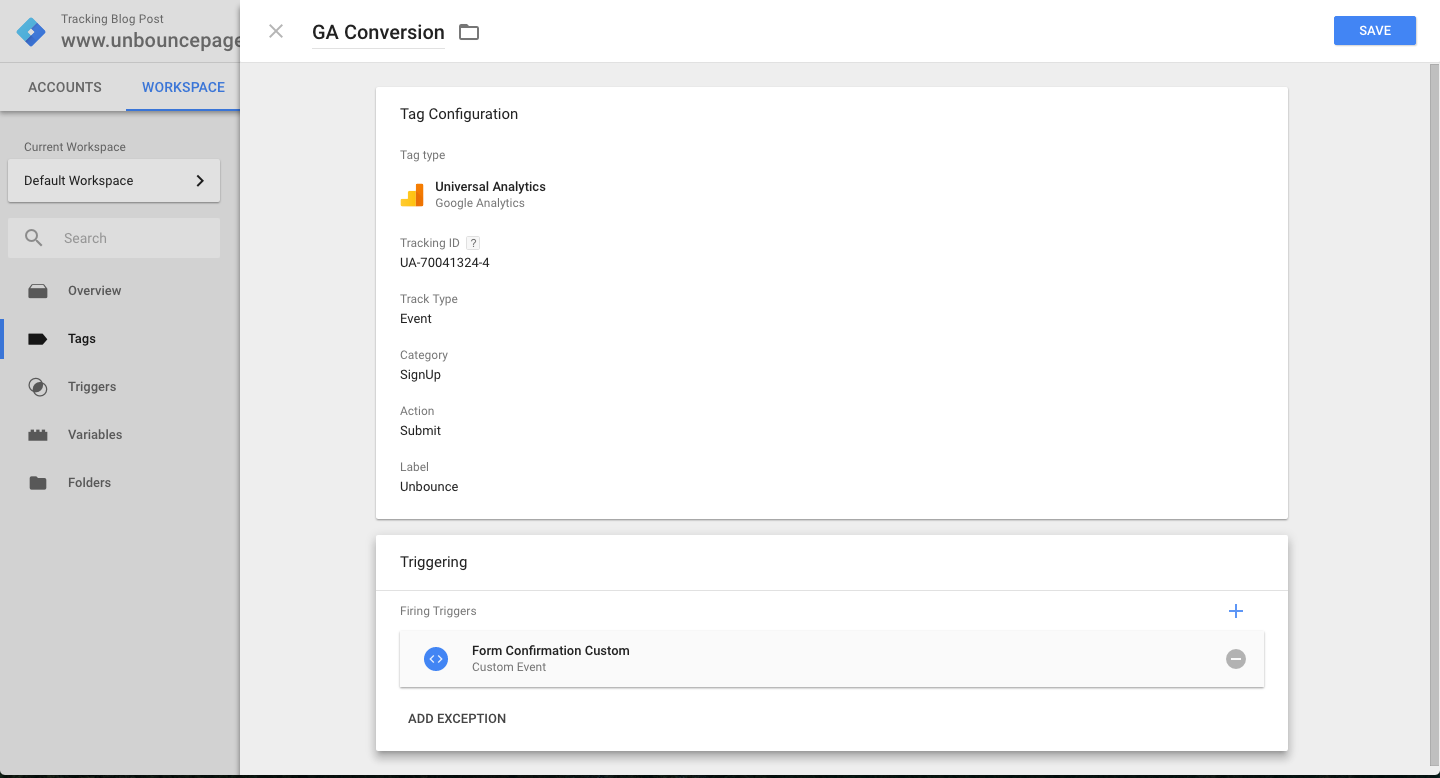 Tracking Blog Post
www.unbouncepage
ACCOUNTS
WORKSPACE
Current Workspace
Default Workspace
Search
Overview
Tags
Triggers
Variables
Folders
GA Conversion
SAVE
Tag Configuration
Tag type
Universal Analytics
Google Analytics
Tracking ID ?
UA-70041324-4
Track Type
Event
Category
SignUp
Action
Submit
Label
Unbounce
Triggering
Firing Triggers
Form Confirmation Custom
Custom Event
ADD EXCEPTION